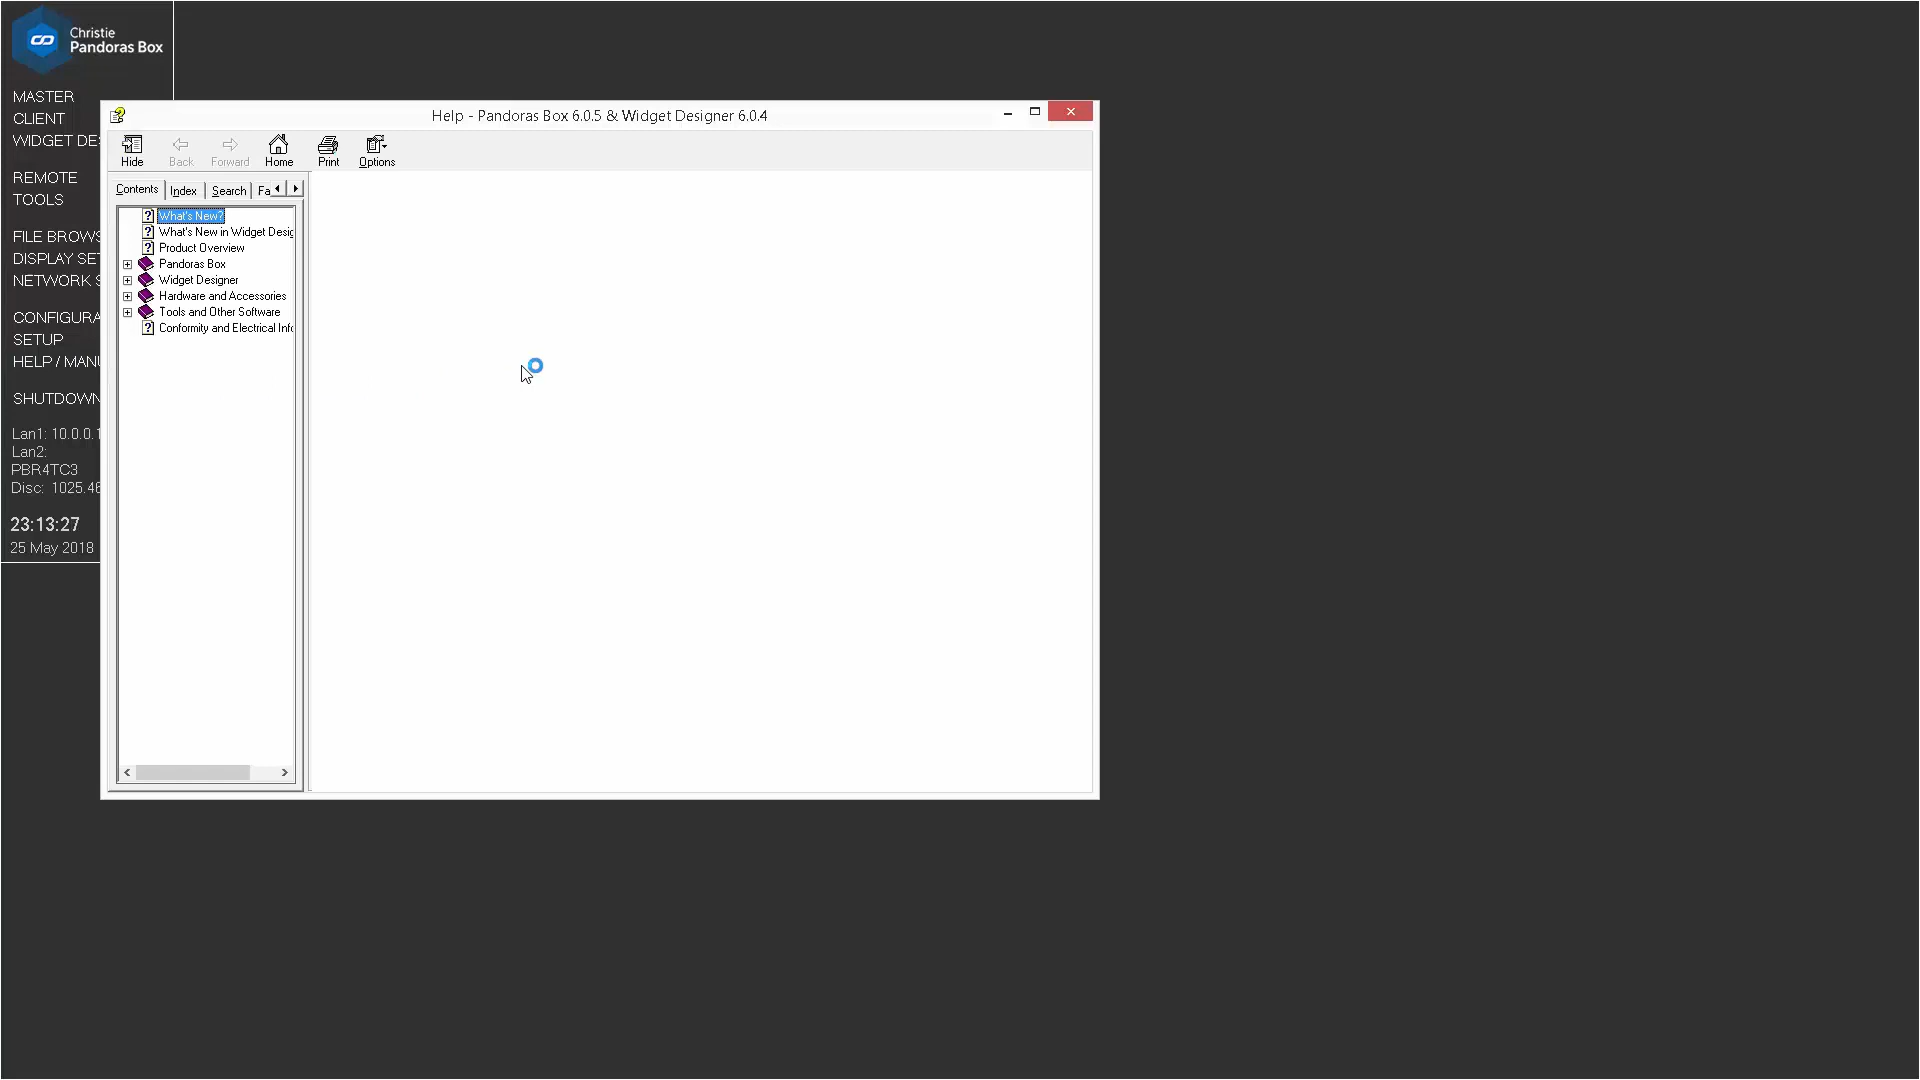 Christie
Pandoras Box
MASTER
CLIENT
WIDGET DE
REMOTE
TOOLS
FILE BROWS
DISPLAY SET
NETWORK S
CONFIGURA
SETUP
HELP / MANU
SHUTDOWN
Lan1: 10.0.0.1
Lan2:
PBR4TC3
Disc: 1025.46
23:13:27
25 May 2018
Help - Pandoras Box 6.0.5 & Widget Designer 6.0.4
Hide Back Forward Home Print Options
Contents Index Search Fa
What's New?
What's New in Widget Desig
Product Overview
Pandoras Box
Widget Designer
Hardware and Accessories
Tools and Other Software
Conformity and Electrical Info